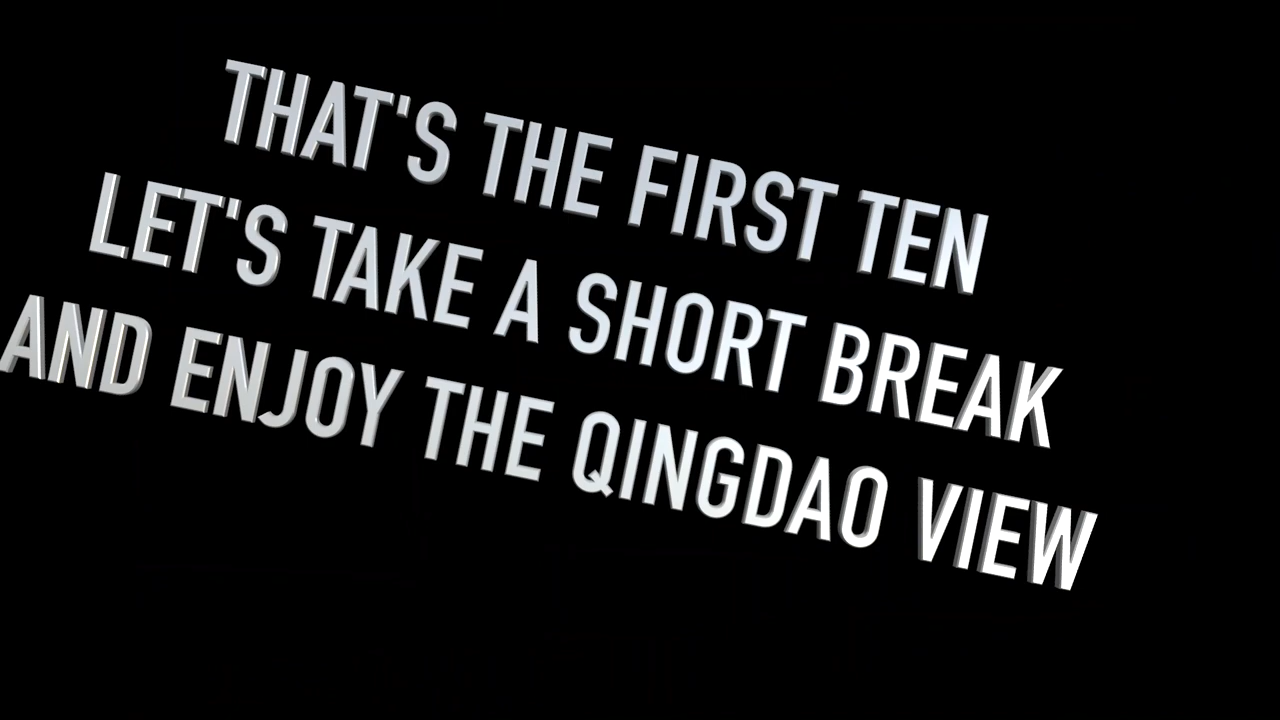 THAT'S THE FIRST TEN
LET'S TAKE A SHORT BREAK
AND ENJOY THE QINGDAO VIEW